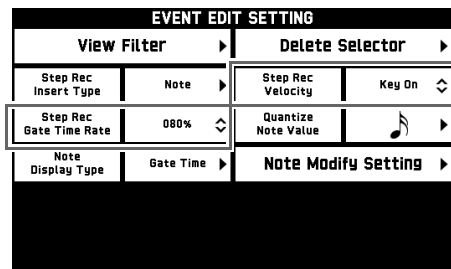 EVENT EDIT SETTING
View Filter
Delete Selector
Step Rec
Insert Type
Note
Step Rec
Velocity
Key On
Step Rec
Gate Time Rate
080%
Quantize
Note Value
Note
Display Type
Gate Time
Note Modify Setting